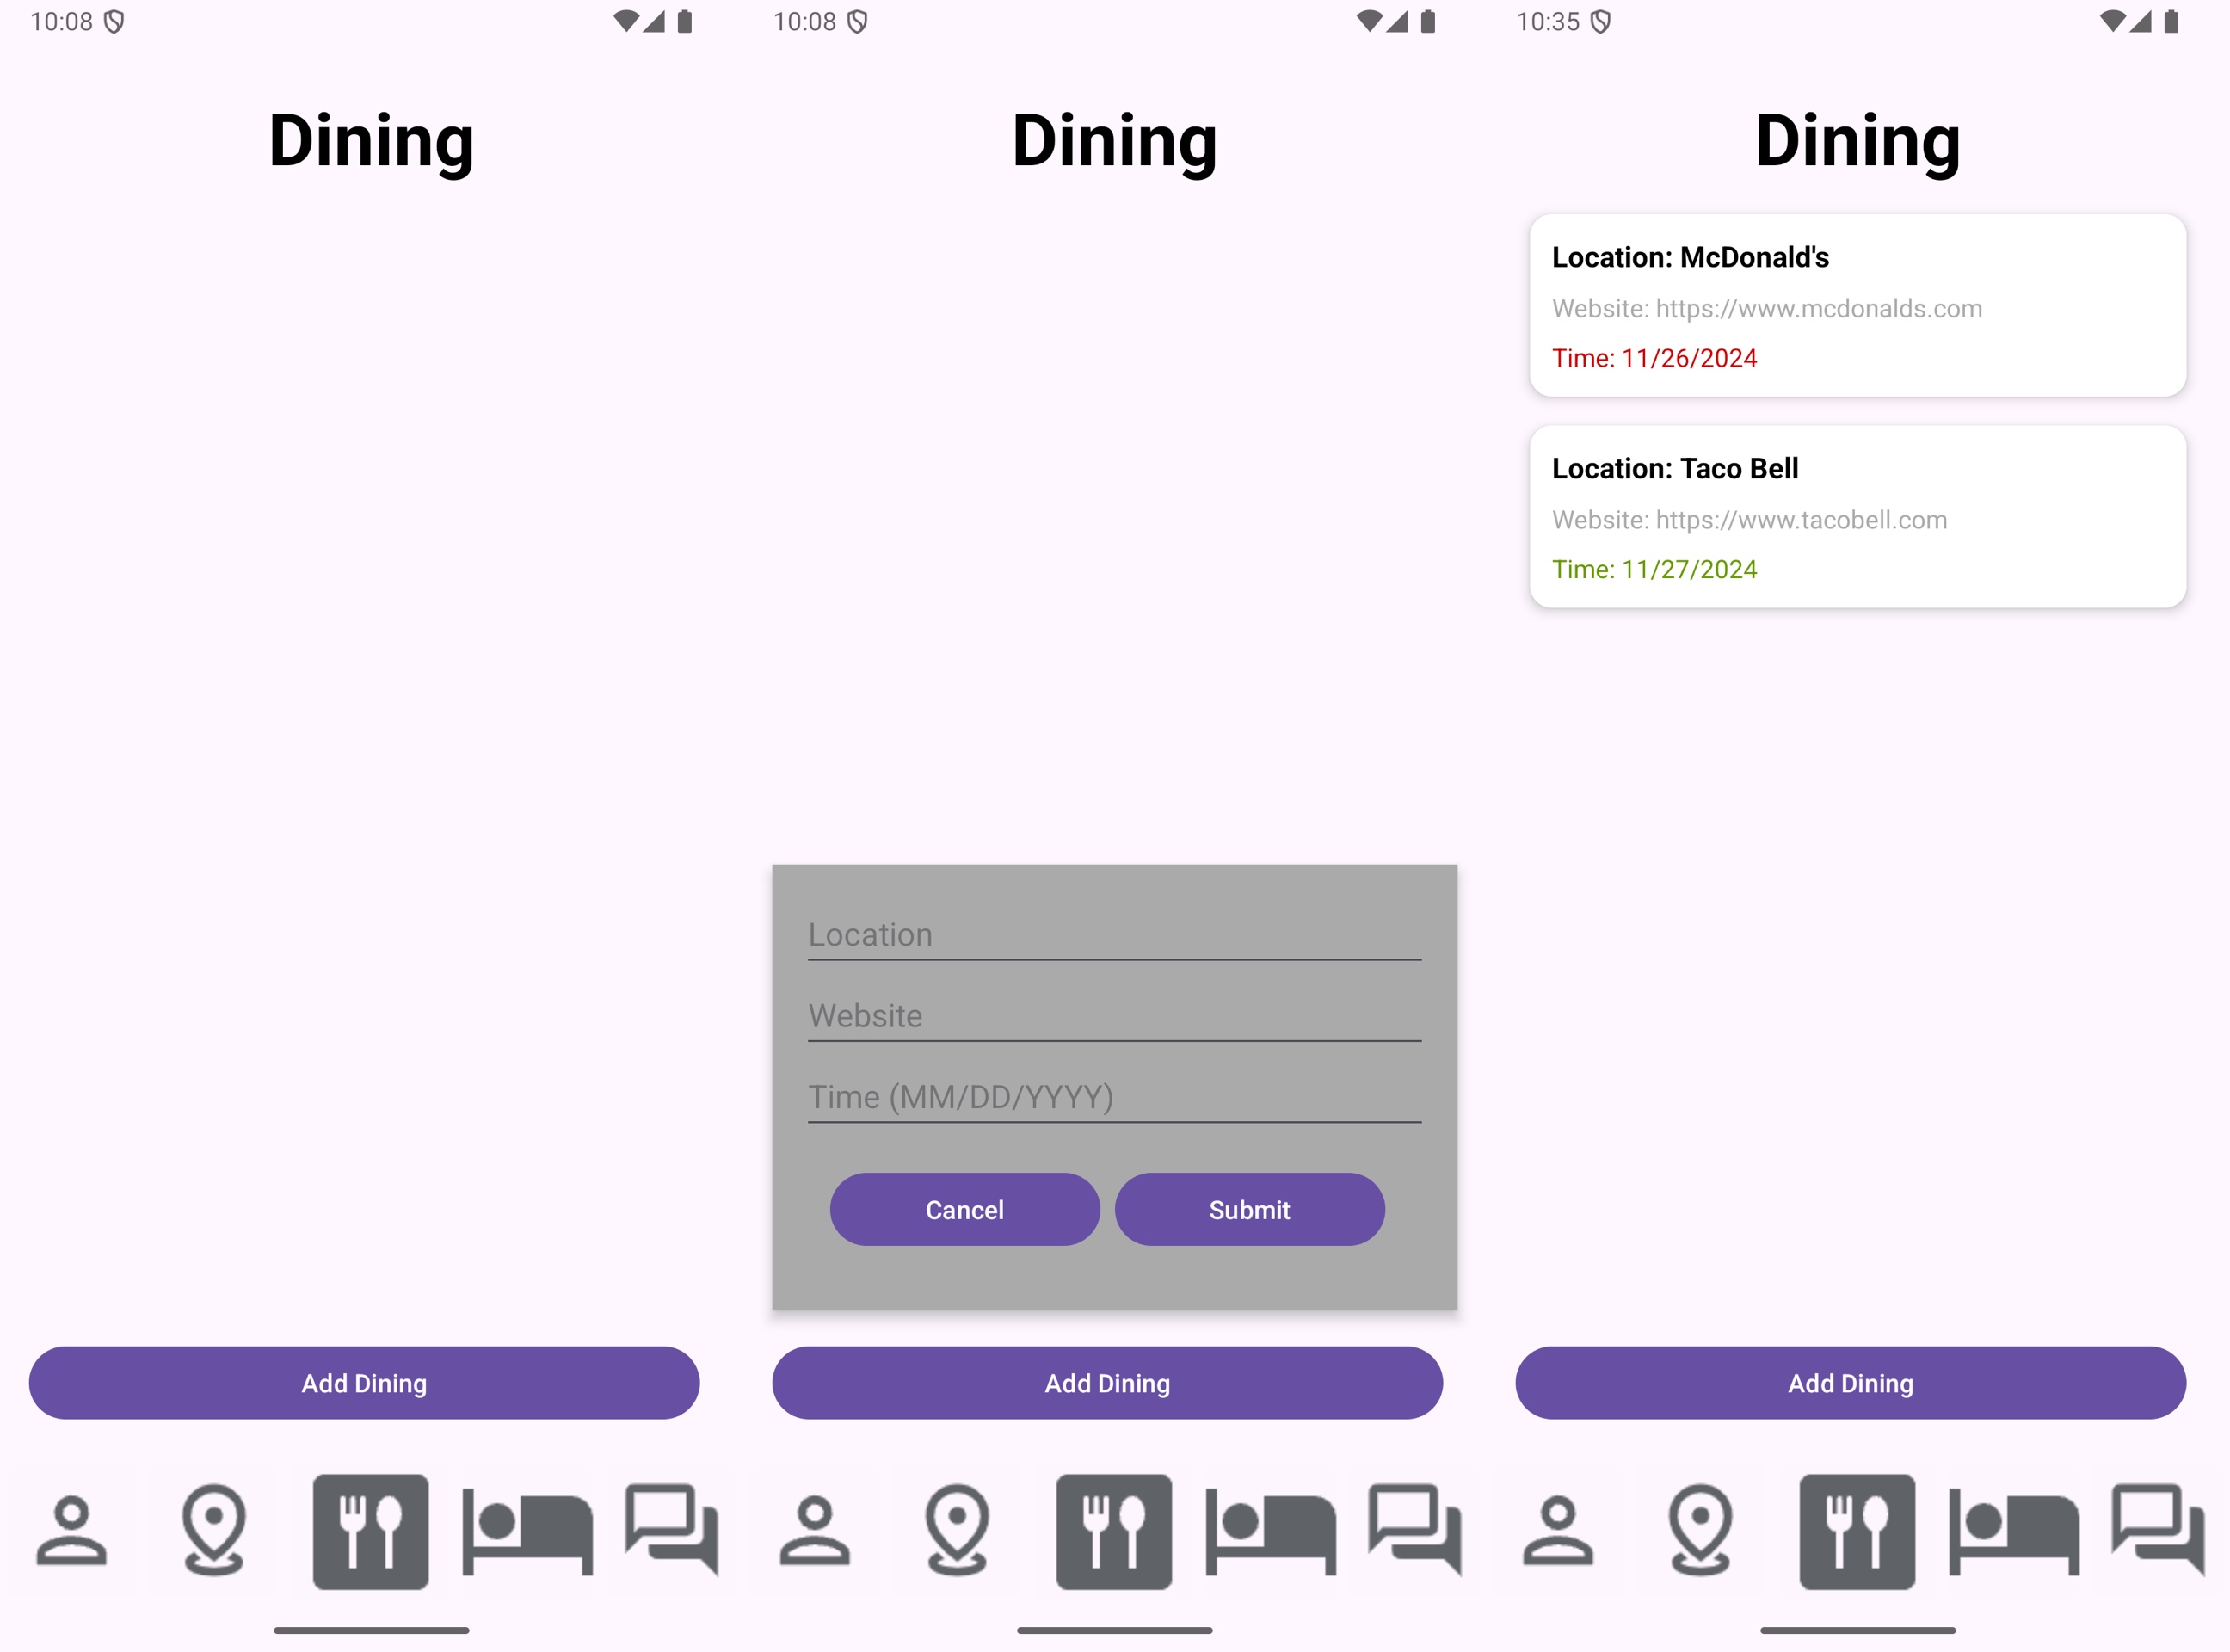 10:08
Dining
Add Dining
10:08
Dining
Location
Website
Time (MM/DD/YYYY)
Cancel Submit
Add Dining
10:35
Dining
Location: McDonald's
Website: https://www.mcdonalds.com
Time: 11/26/2024
Location: Taco Bell
Website: https://www.tacobell.com
Time: 11/27/2024
Add Dining